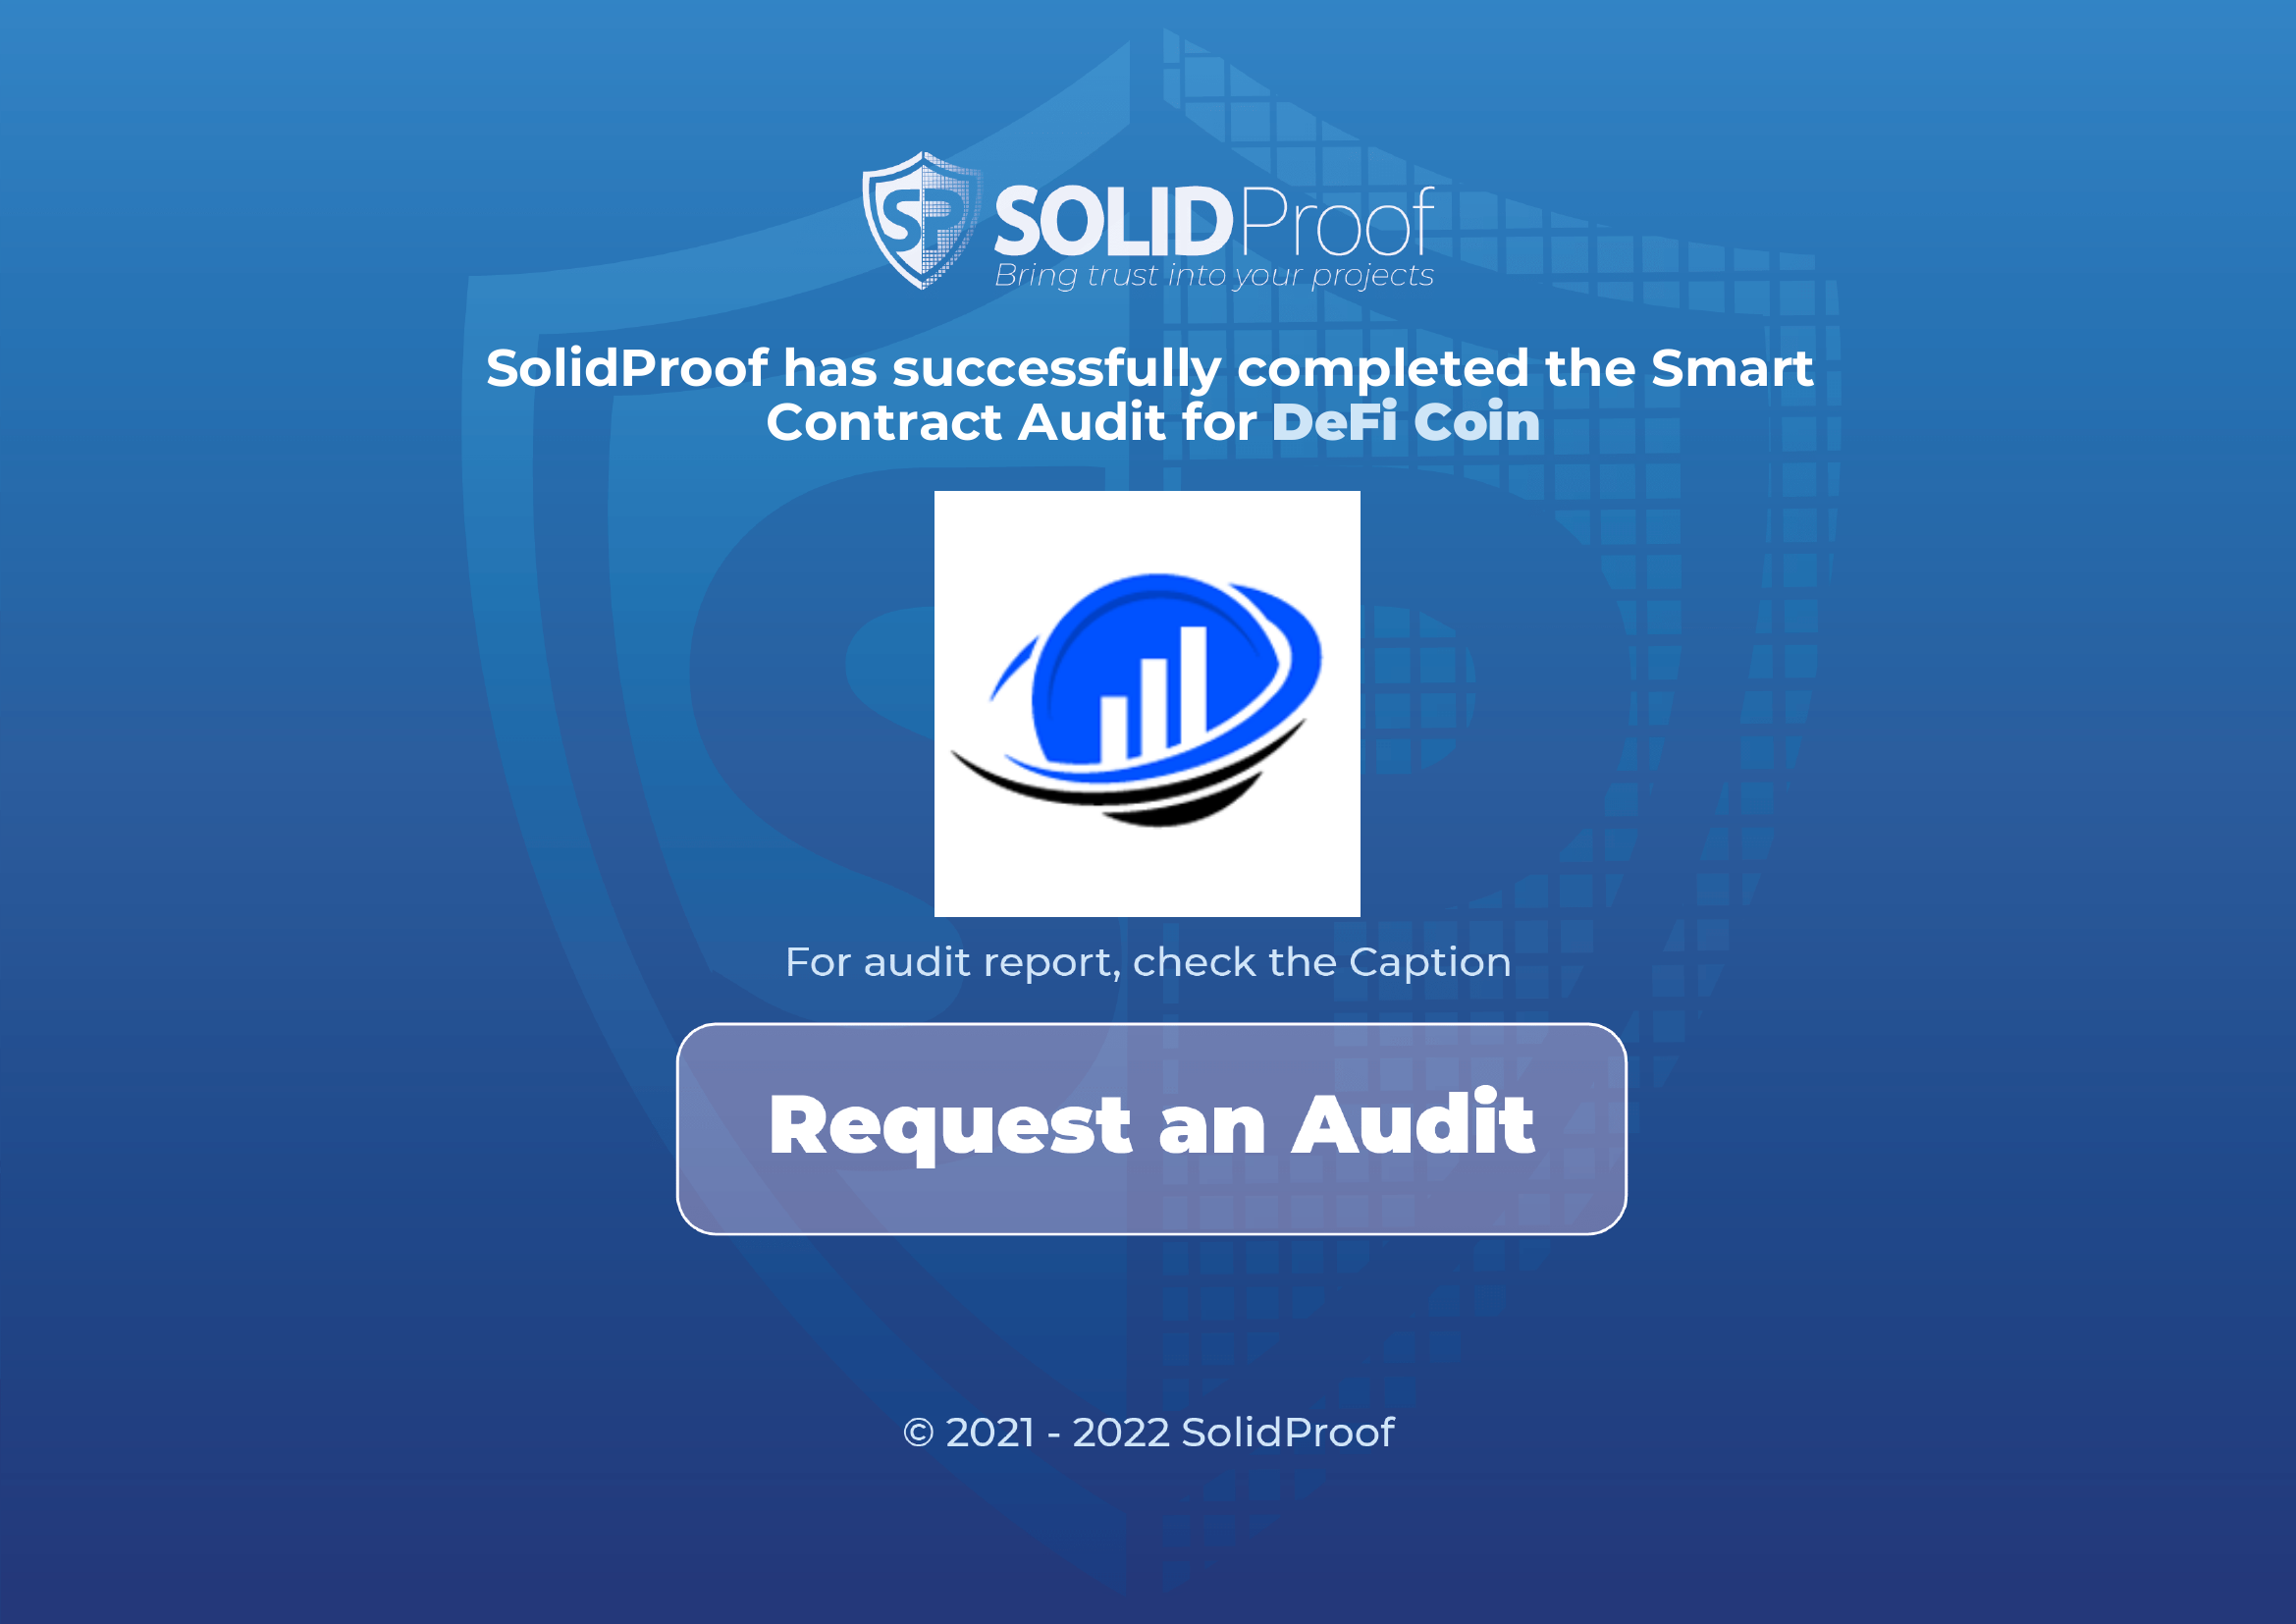 SP SOLIDProof
Bring trust into your projects
SolidProof has successfully completed the Smart
Contract Audit for DeFi Coin
For audit report, check the Caption
Request an Audit
© 2021 - 2022 SolidProof